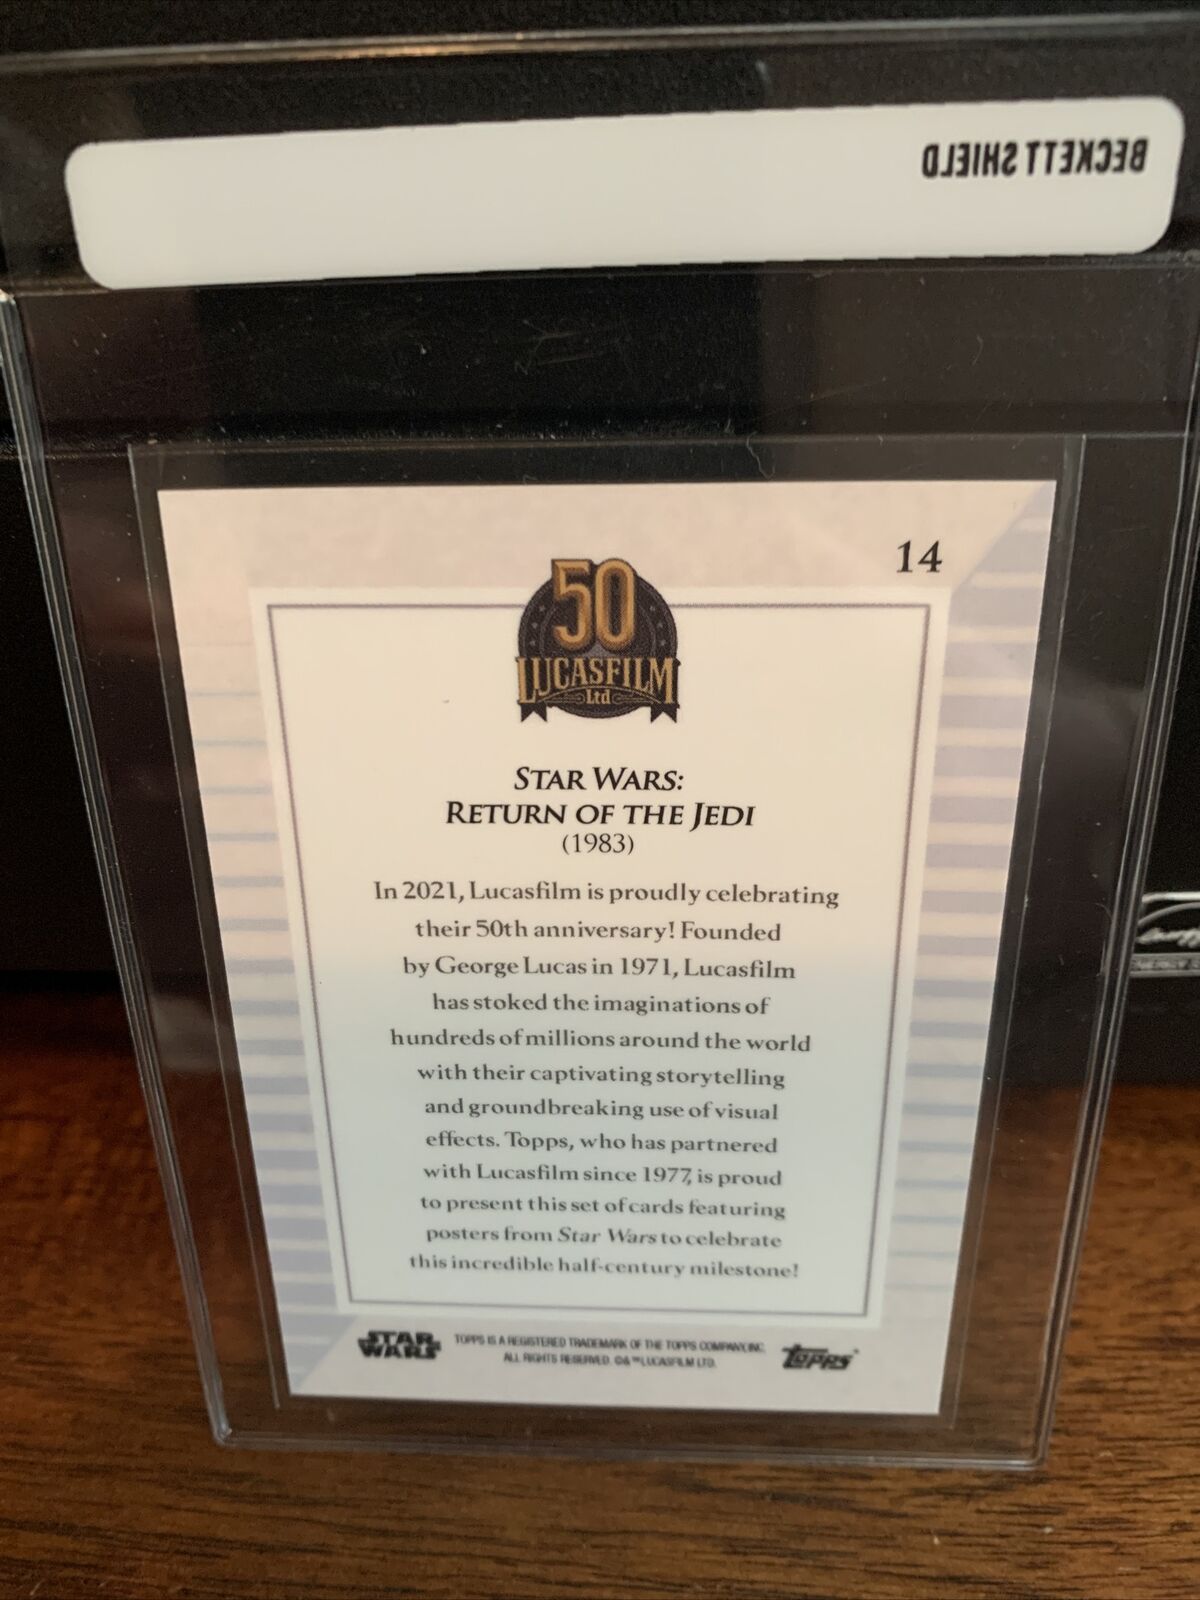 BECKETT SHIELD
14
50
LUCASFILM
Ltd
STAR WARS:
RETURN OF THE JEDI
(1983)
In 2021, Lucasfilm is proudly celebrating
their 50th anniversary! Founded
by George Lucas in 1971, Lucasfilm
has stoked the imaginations of
hundreds of millions around the world
with their captivating storytelling
and groundbreaking use of visual
effects. Topps, who has partnered
with Lucasfilm since 1977, is proud
to present this set of cards featuring
posters from Star Wars to celebrate
this incredible half-century milestone!
STAR
WARS
TOPPS IS A REGISTERED TRADEMARK OF THE TOPPS COMPANY, INC.
ALL RIGHTS RESERVED. © & ™ LUCASFILM LTD.
topps